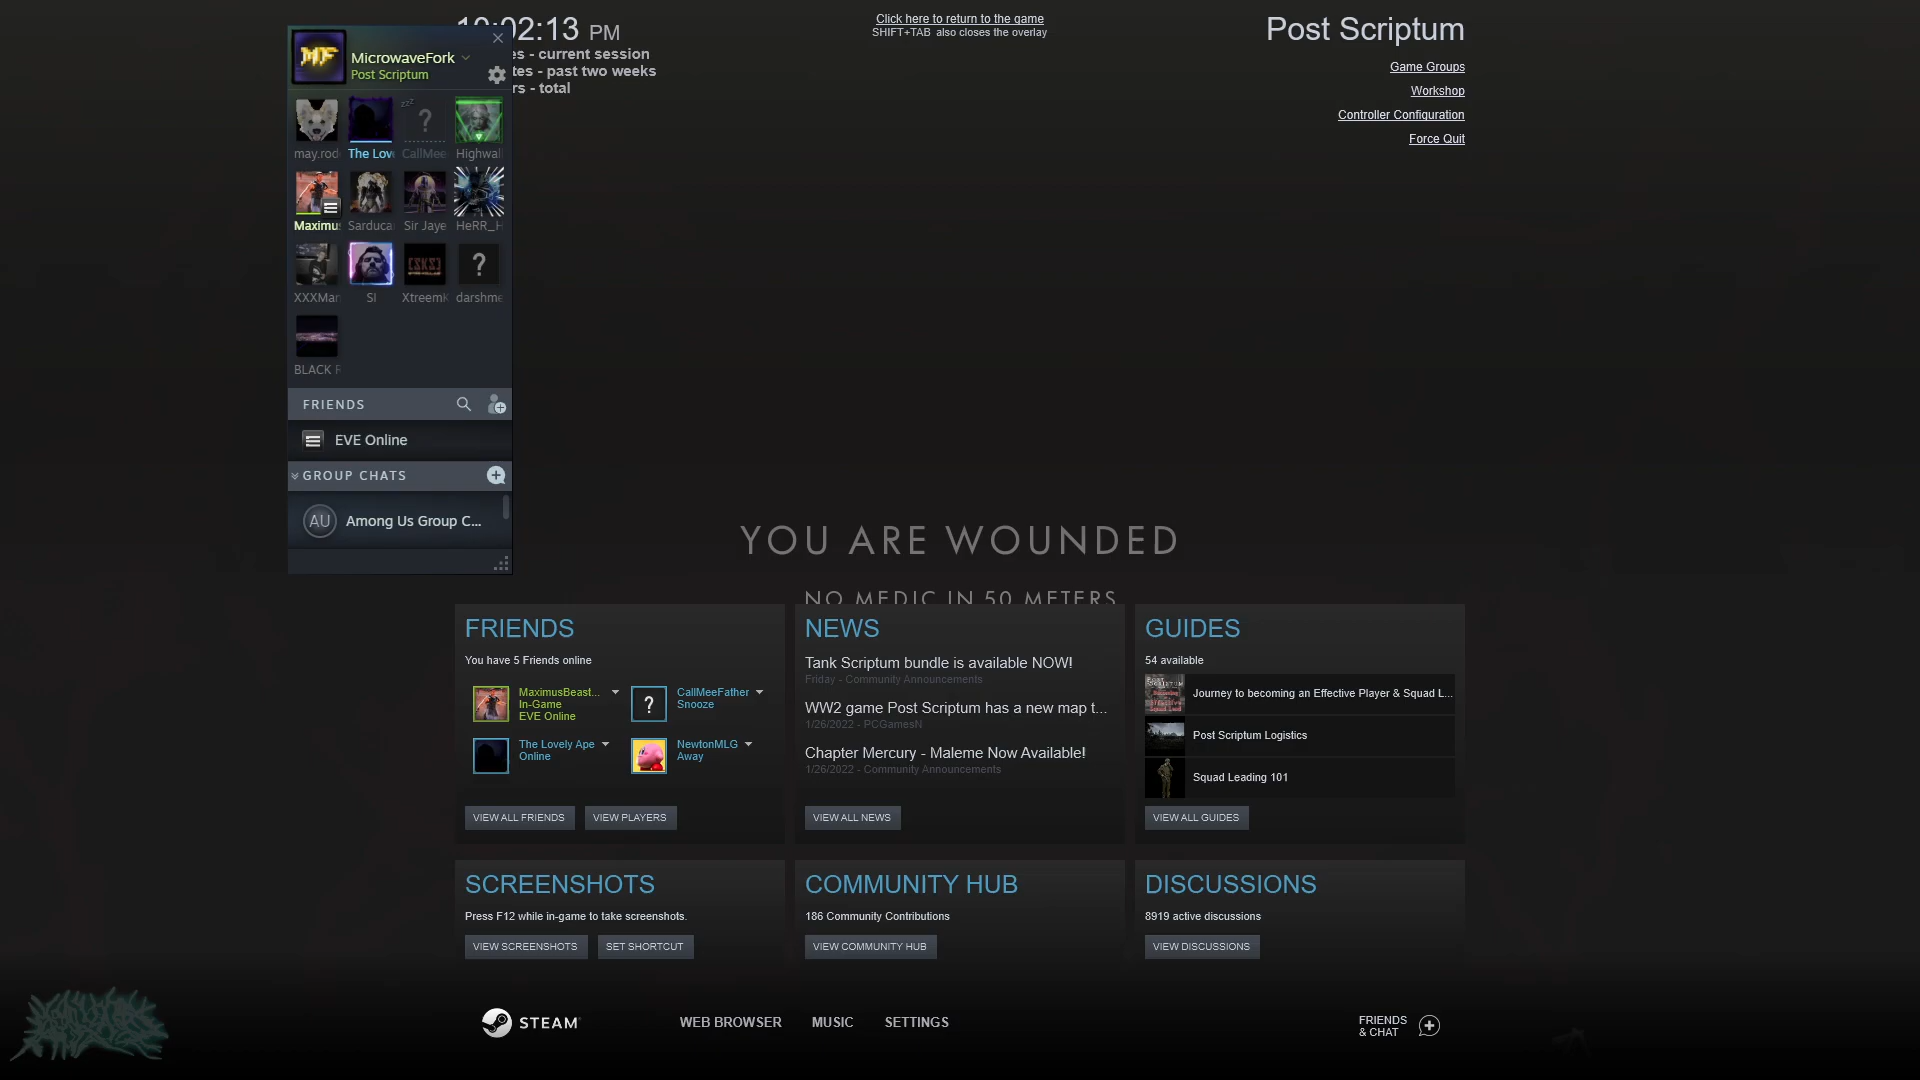 02:13 PM
- current session
- past two weeks
- total
Click here to return to the game
SHIFT+TAB also closes the overlay
Post Scriptum
Game Groups
Workshop
Controller Configuration
Force Quit
MF
MicrowaveFork
Post Scriptum
zzz
?
may.rod
The Lov
CallMee
Highwal
Maximus
Sarduca
Sir Jaye
HeRR_H
[SKS]
?
XXXMar
SI
XtreemK
darshme
BLACK
FRIENDS
EVE Online
GROUP CHATS
AU Among Us Group C...
YOU ARE WOUNDED
NO MEDIC IN 50 METERS
FRIENDS
You have 5 Friends online
MaximusBeast...
In-Game
EVE Online
?
CallMeeFather
Snooze
The Lovely Ape
Online
NewtonMLG
Away
VIEW ALL FRIENDS
VIEW PLAYERS
NEWS
Tank Scriptum bundle is available NOW!
Friday - Community Announcements
WW2 game Post Scriptum has a new map t...
1/26/2022 - PCGamesN
Chapter Mercury - Maleme Now Available!
1/26/2022 - Community Announcements
VIEW ALL NEWS
GUIDES
54 available
Journey to becoming an Effective Player & Squad L...
Post Scriptum Logistics
Squad Leading 101
VIEW ALL GUIDES
SCREENSHOTS
Press F12 while in-game to take screenshots.
VIEW SCREENSHOTS
SET SHORTCUT
COMMUNITY HUB
186 Community Contributions
VIEW COMMUNITY HUB
DISCUSSIONS
8919 active discussions
VIEW DISCUSSIONS
STEAM
WEB BROWSER
MUSIC
SETTINGS
FRIENDS
& CHAT